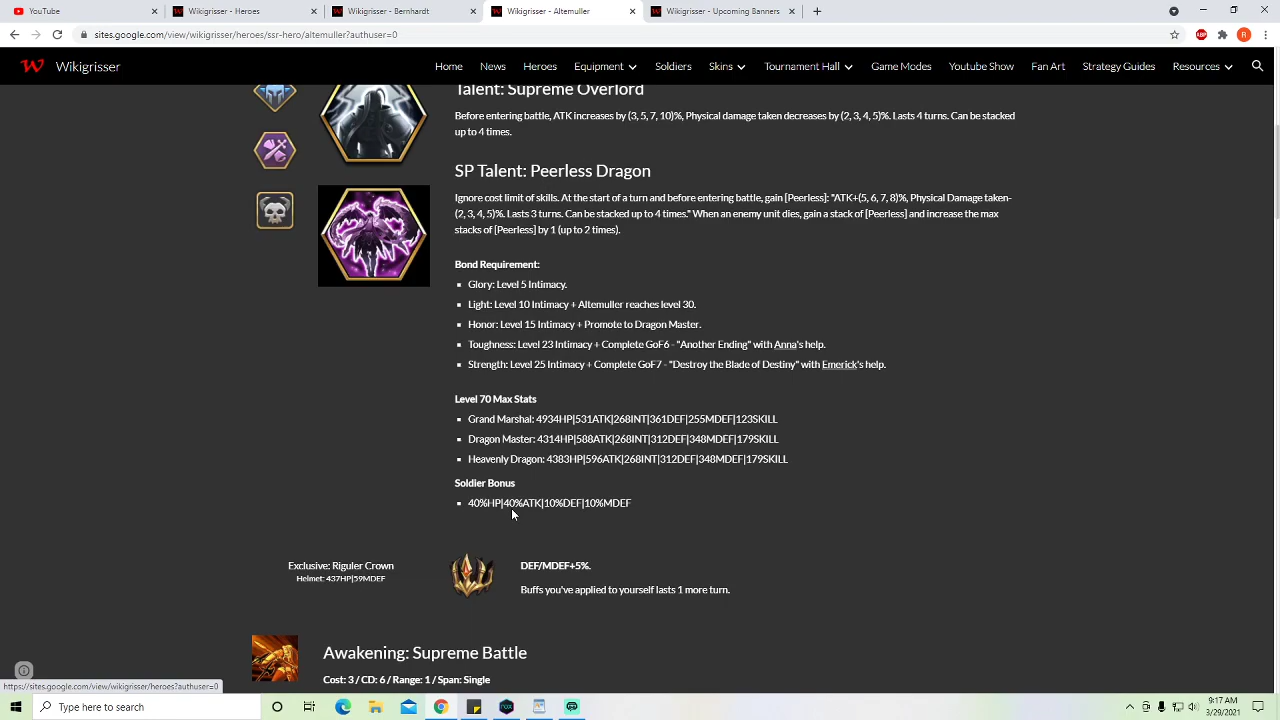 YouTube
Wikigrisser - Heroes
Wikigrisser - Bernhardt
Wikigrisser - Altemuller
Wikigrisser - Upcoming Banners
sites.google.com/view/wikigrisser/heroes/ssr-hero/altemuller?authuser=0
ABP
R
W Wikigrisser
Home News Heroes Equipment Soldiers Skins Tournament Hall Game Modes Youtube Show Fan Art Strategy Guides Resources
Talent: Supreme Overlord
Before entering battle, ATK increases by (3, 5, 7, 10)%, Physical damage taken decreases by (2, 3, 4, 5)%. Lasts 4 turns. Can be stacked
up to 4 times.
SP Talent: Peerless Dragon
Ignore cost limit of skills. At the start of a turn and before entering battle, gain [Peerless]: "ATK+(5, 6, 7, 8)%, Physical Damage taken-
(2, 3, 4, 5)%. Lasts 3 turns. Can be stacked up to 4 times." When an enemy unit dies, gain a stack of [Peerless] and increase the max
stacks of [Peerless] by 1 (up to 2 times).
Bond Requirement:
Glory: Level 5 Intimacy.
Light: Level 10 Intimacy + Altemuller reaches level 30.
Honor: Level 15 Intimacy + Promote to Dragon Master.
Toughness: Level 23 Intimacy + Complete GoF6 - "Another Ending" with Anna's help.
Strength: Level 25 Intimacy + Complete GoF7 - "Destroy the Blade of Destiny" with Emerick's help.
Level 70 Max Stats
Grand Marshal: 4934HP|531ATK|268INT|361DEF|255MDEF|123SKILL
Dragon Master: 4314HP|588ATK|268INT|312DEF|348MDEF|179SKILL
Heavenly Dragon: 4383HP|596ATK|268INT|312DEF|348MDEF|179SKILL
Soldier Bonus
40%HP|40%ATK|10%DEF|10%MDEF
Exclusive: Riguler Crown
Helmet: 437HP|59MDEF
DEF/MDEF+5%.
Buffs you've applied to yourself lasts 1 more turn.
Awakening: Supreme Battle
Cost: 3 / CD: 6 / Range: 1 / Span: Single
https://sites.google.com/view/wikigrisser/heroes?authuser=0
Type here to search
nox
9:17 AM
3/29/2021